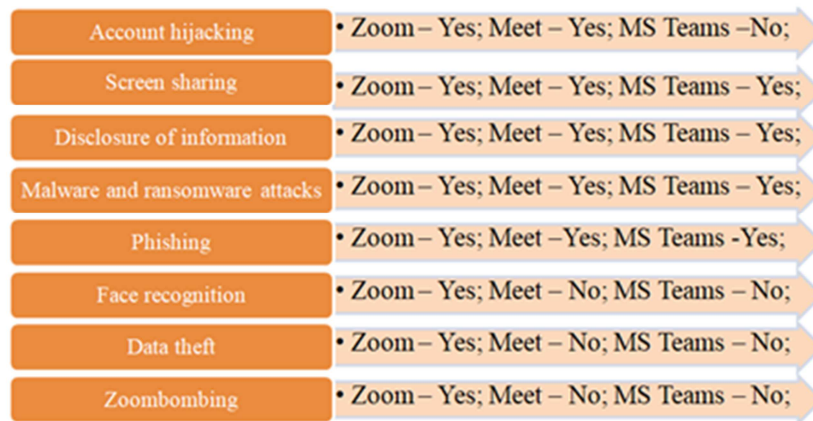 Account hijacking
• Zoom – Yes; Meet – Yes; MS Teams –No;
Screen sharing
• Zoom – Yes; Meet – Yes; MS Teams – Yes;
Disclosure of information
• Zoom – Yes; Meet – Yes; MS Teams – Yes;
Malware and ransomware attacks
• Zoom – Yes; Meet – Yes; MS Teams – Yes;
Phishing
• Zoom – Yes; Meet –Yes; MS Teams -Yes;
Face recognition
• Zoom – Yes; Meet – No; MS Teams – No;
Data theft
• Zoom – Yes; Meet – No; MS Teams – No;
Zoombombing
• Zoom – Yes; Meet – No; MS Teams – No;